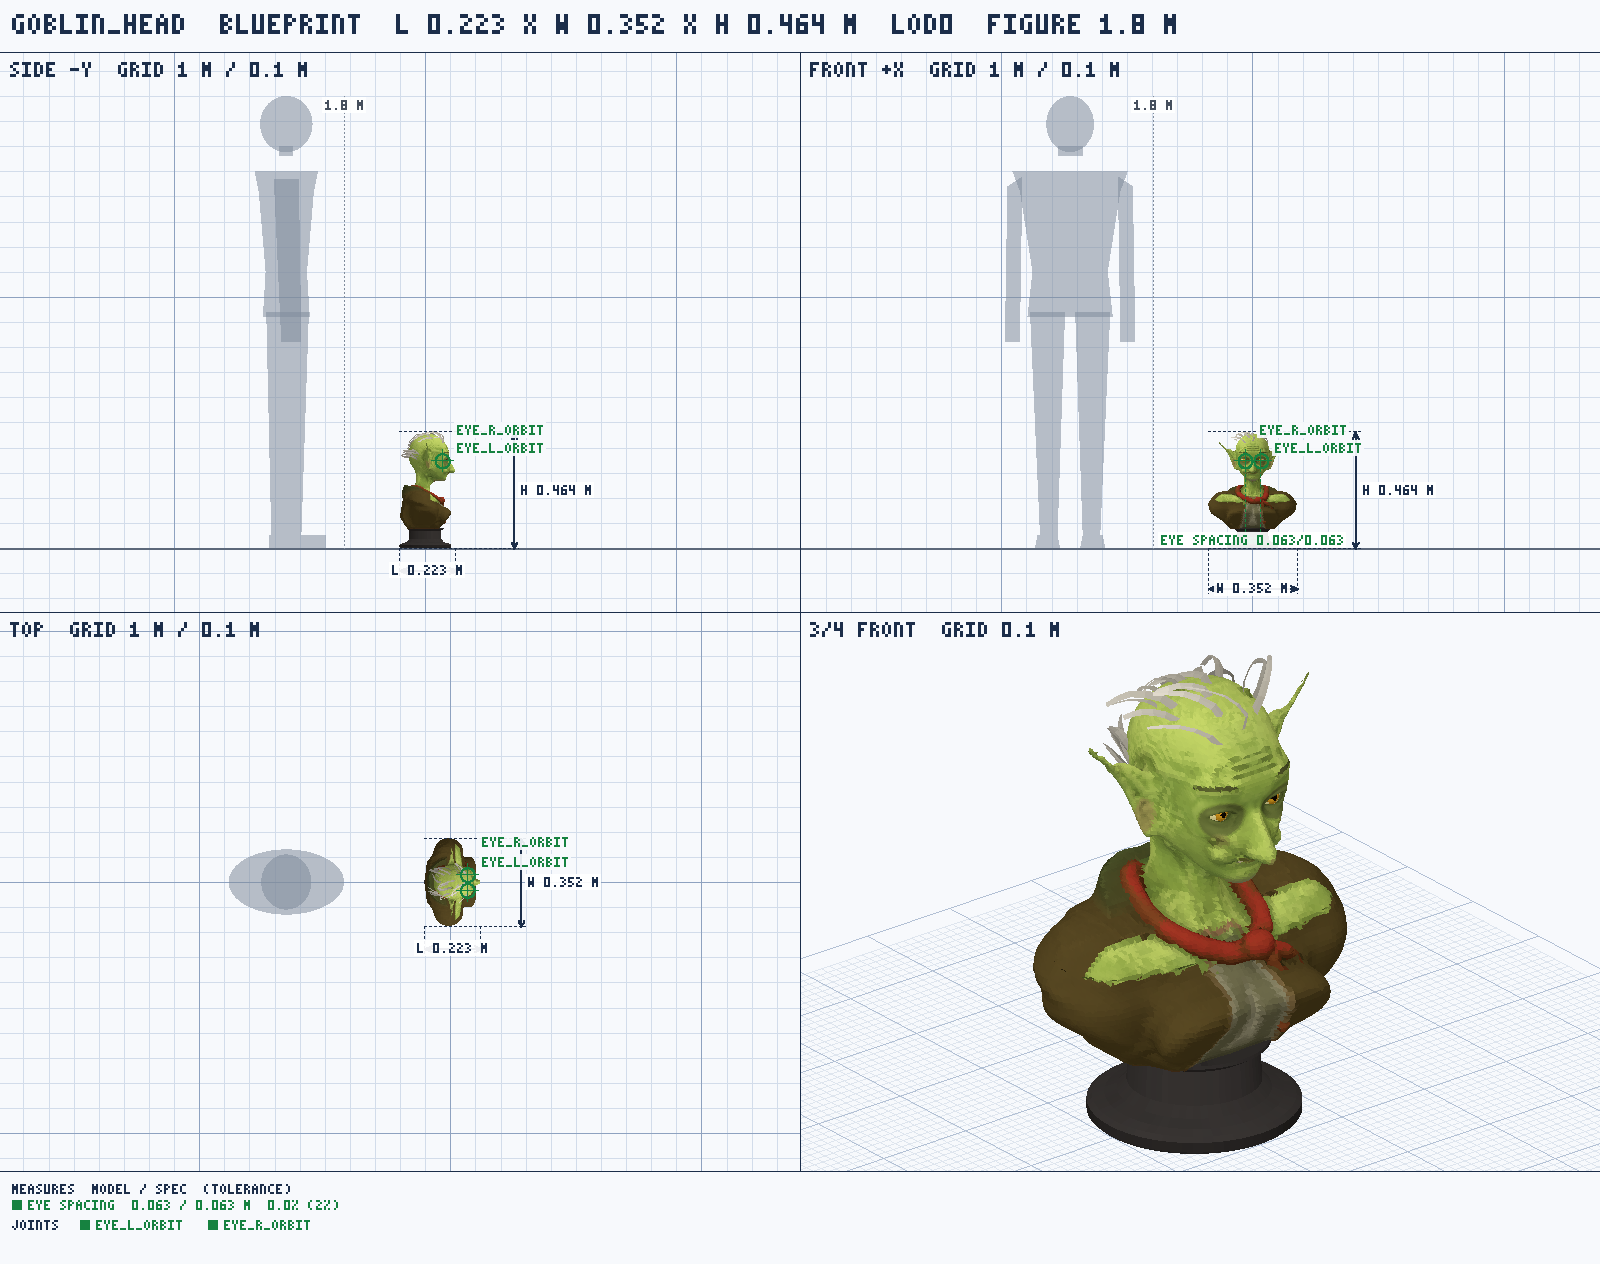 GOBLIN_HEAD BLUEPRINT L 0.223 X W 0.352 X H 0.464 M LOD0 FIGURE 1.8 M
SIDE -Y GRID 1 M / 0.1 M
1.8 M
EYE_R_ORBIT
EYE_L_ORBIT
H 0.464 M
L 0.223 M
FRONT +X GRID 1 M / 0.1 M
1.8 M
EYE_R_ORBIT
EYE_L_ORBIT
H 0.464 M
EYE SPACING 0.063/0.063
W 0.352 M
TOP GRID 1 M / 0.1 M
EYE_R_ORBIT
EYE_L_ORBIT
W 0.352 M
L 0.223 M
3/4 FRONT GRID 0.1 M
MEASURES MODEL / SPEC (TOLERANCE)
EYE SPACING 0.063 / 0.063 M 0.0% (2%)
JOINTS EYE_L_ORBIT EYE_R_ORBIT